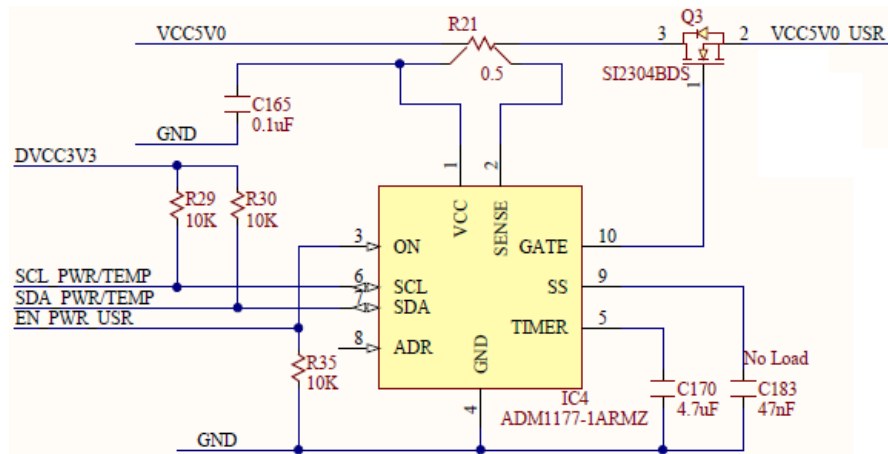 VCC5V0
R21
0.5
Q3
3
2
VCC5V0_USR
SI2304BDS
1
C165
0.1uF
GND
DVCC3V3
R29
10K
R30
10K
1
2
VCC
SENSE
3
ON
GATE
10
SCL_PWR/TEMP
6
SCL
SS
9
SDA_PWR/TEMP
7
SDA
EN_PWR_USR
TIMER
5
8
ADR
GND
No Load
R35
10K
4
IC4
ADM1177-1ARMZ
C170
4.7uF
C183
47nF
GND